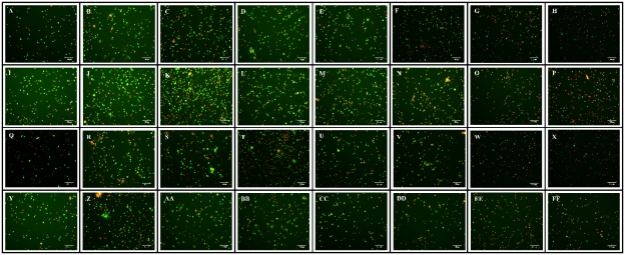 A B C D E F G H
I J K L M N O P
Q R S T U V W X
Y Z AA BB CC DD EE FF